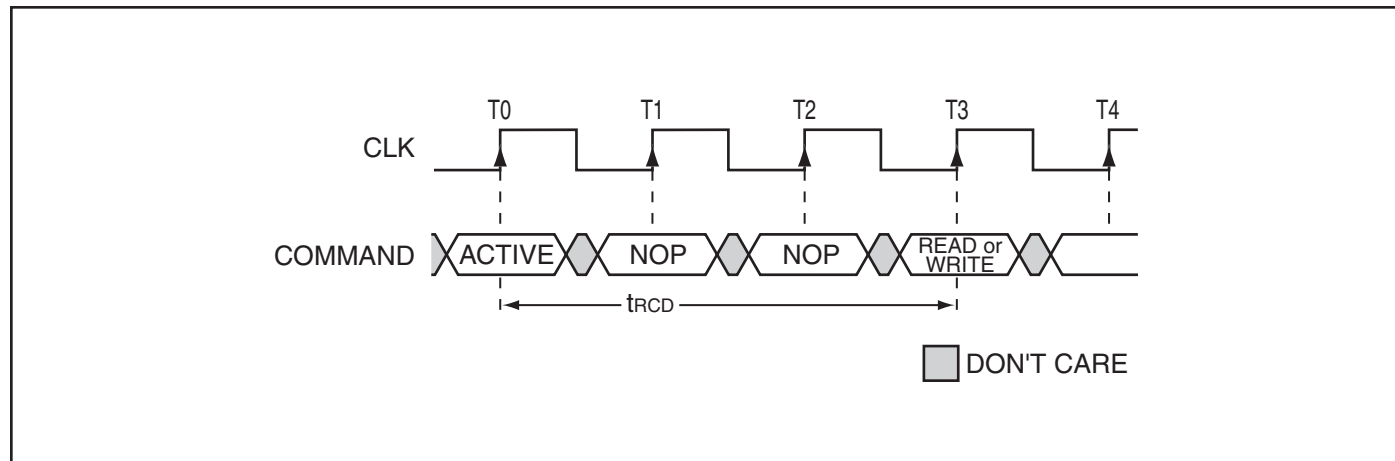 T0 T1 T2 T3 T4
CLK
COMMAND ACTIVE NOP NOP READ or
WRITE
tRCD
DON'T CARE